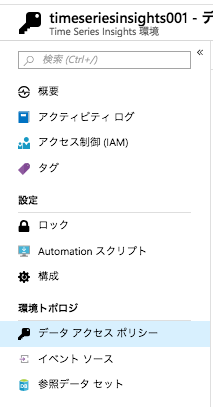 timeseriesinsights001 - デ
Time Series Insights 環境
検索 (Ctrl+/)
概要
アクティビティ ログ
アクセス制御 (IAM)
タグ
設定
ロック
Automation スクリプト
構成
環境トポロジ
データ アクセス ポリシー
イベント ソース
参照データ セット